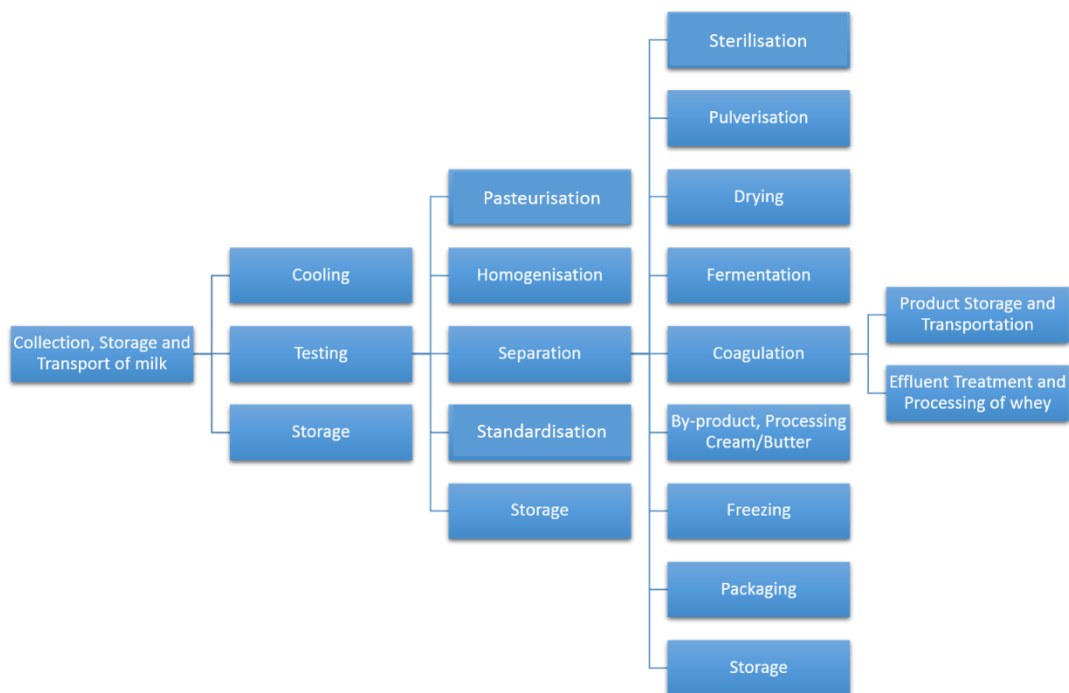 Collection, Storage and
Transport of milk
Cooling
Testing
Storage
Pasteurisation
Homogenisation
Separation
Standardisation
Storage
Sterilisation
Pulverisation
Drying
Fermentation
Coagulation
By-product, Processing
Cream/Butter
Freezing
Packaging
Storage
Product Storage and
Transportation
Effluent Treatment and
Processing of whey